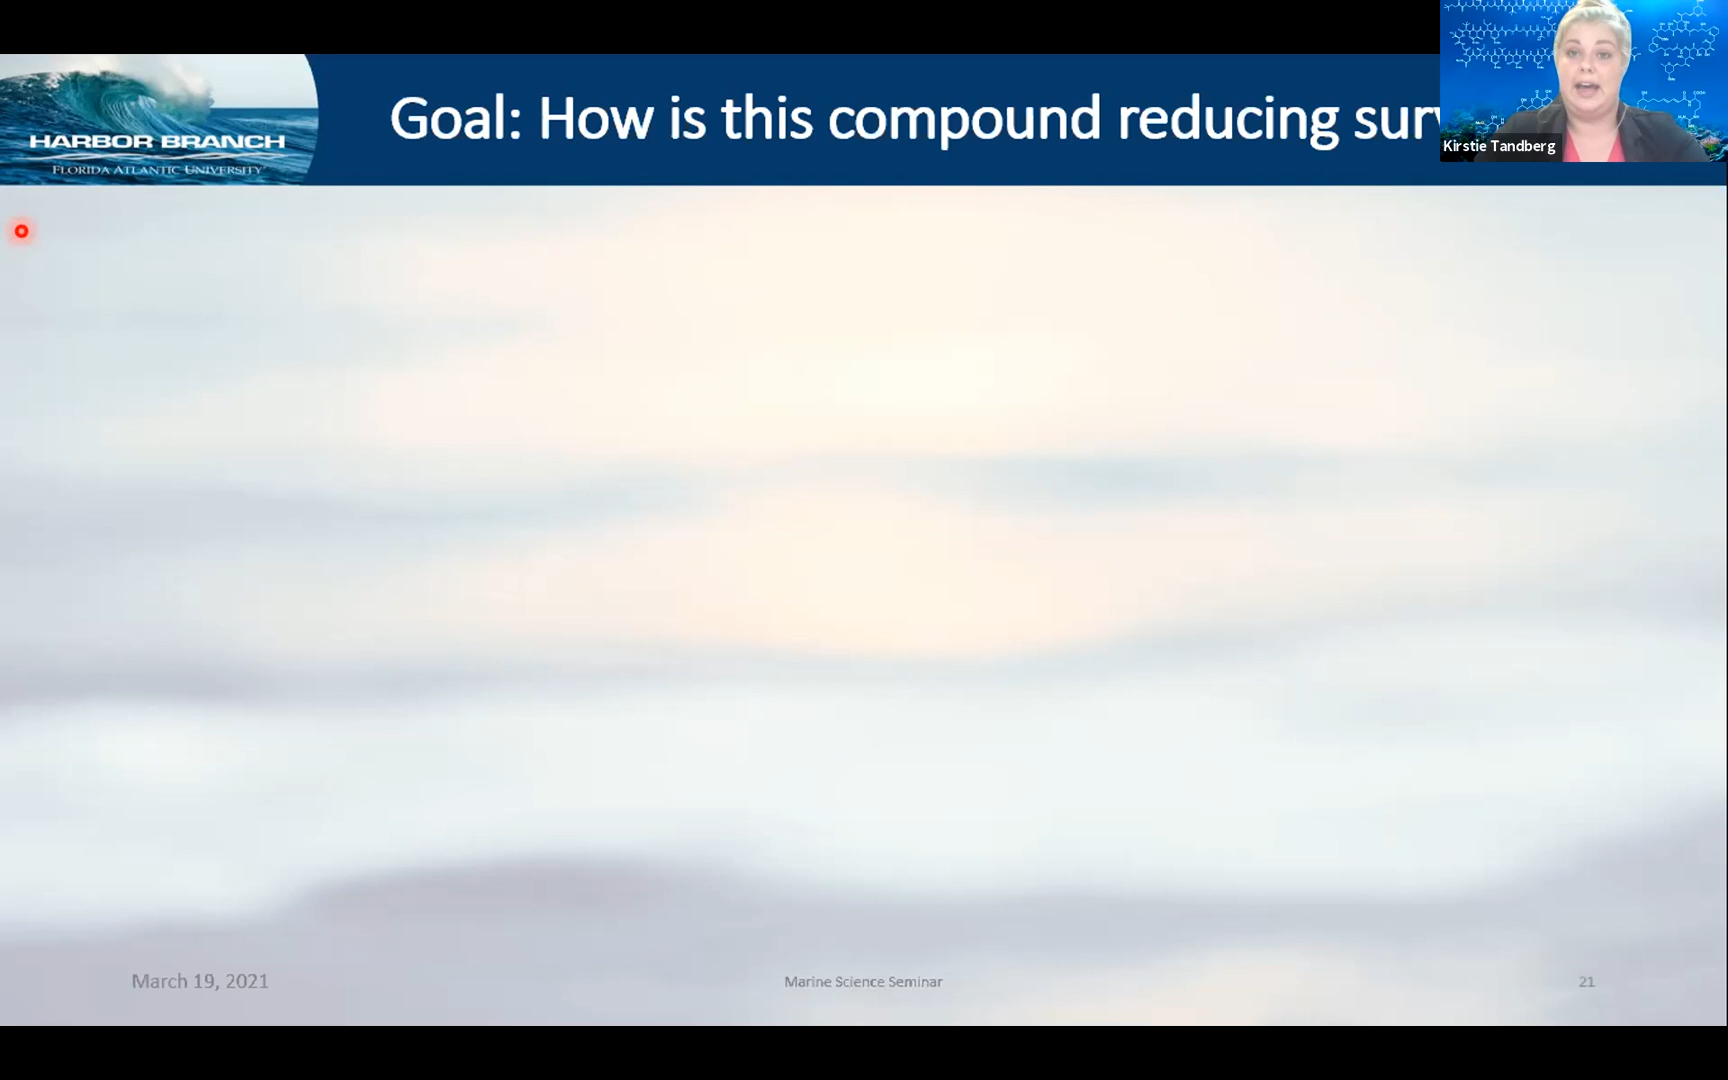 Goal: How is this compound reducing
HARBOR BRANCH
FLORIDA ATLANTIC UNIVERSITY
Kirstie Tandberg
March 19, 2021
Marine Science Seminar
21